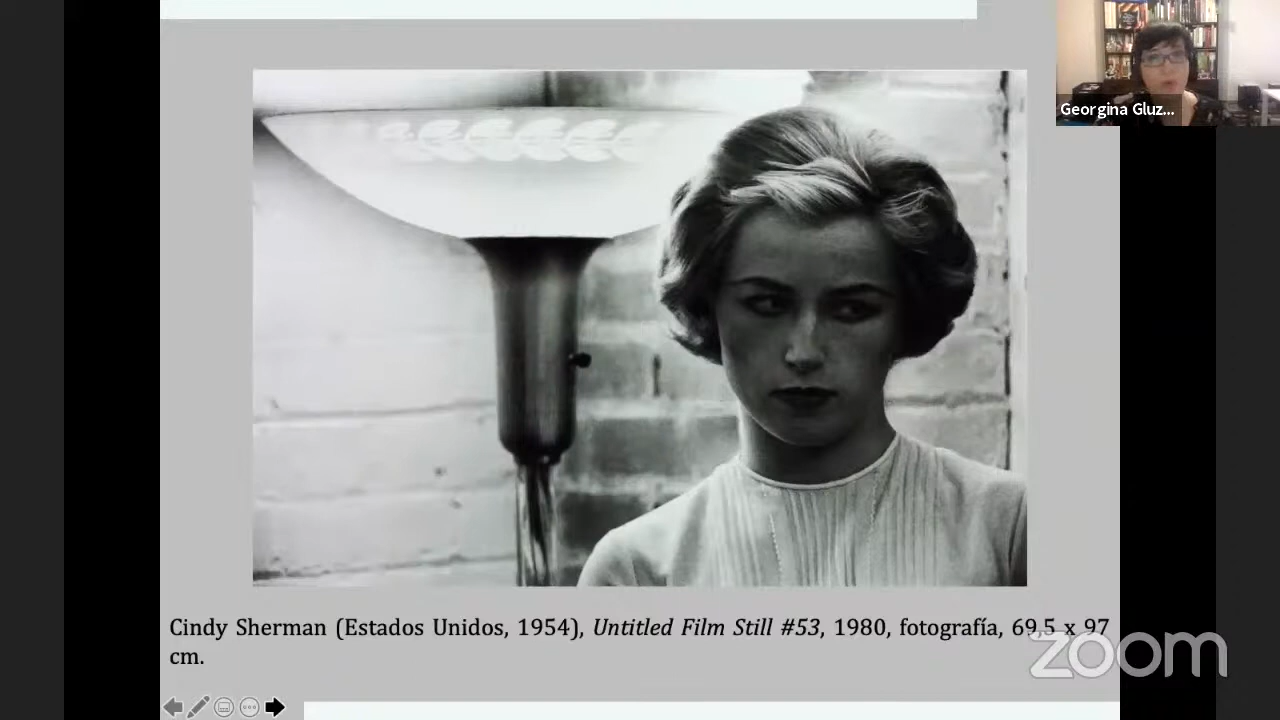 Georgina Gluz...
Cindy Sherman (Estados Unidos, 1954), Untitled Film Still #53, 1980, fotografía, 69,5 x 97
cm.
zoom